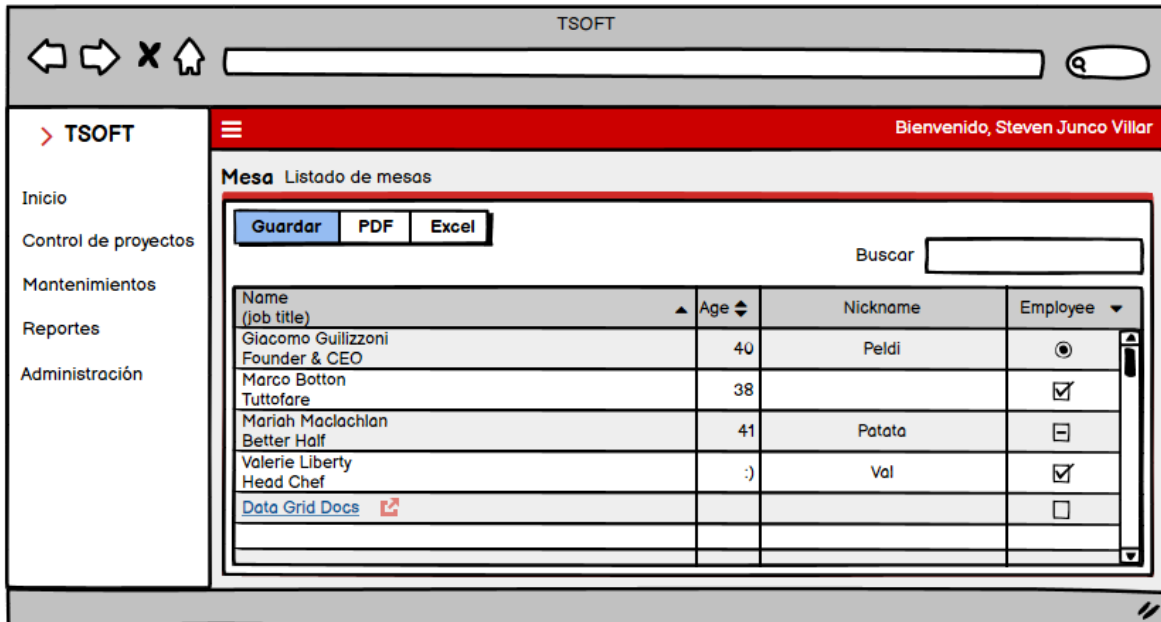 TSOFT
TSOFT
Bienvenido, Steven Junco Villar
Inicio
Control de proyectos
Mantenimientos
Reportes
Administración
Mesa Listado de mesas
Guardar PDF Excel
Buscar
Name
(job title)
Age
Nickname
Employee
Giacomo Guilizzoni
Founder & CEO
40
Peldi
Marco Botton
Tuttofare
38
Mariah Maclachlan
Better Half
41
Patata
Valerie Liberty
Head Chef
:)
Val
Data Grid Docs